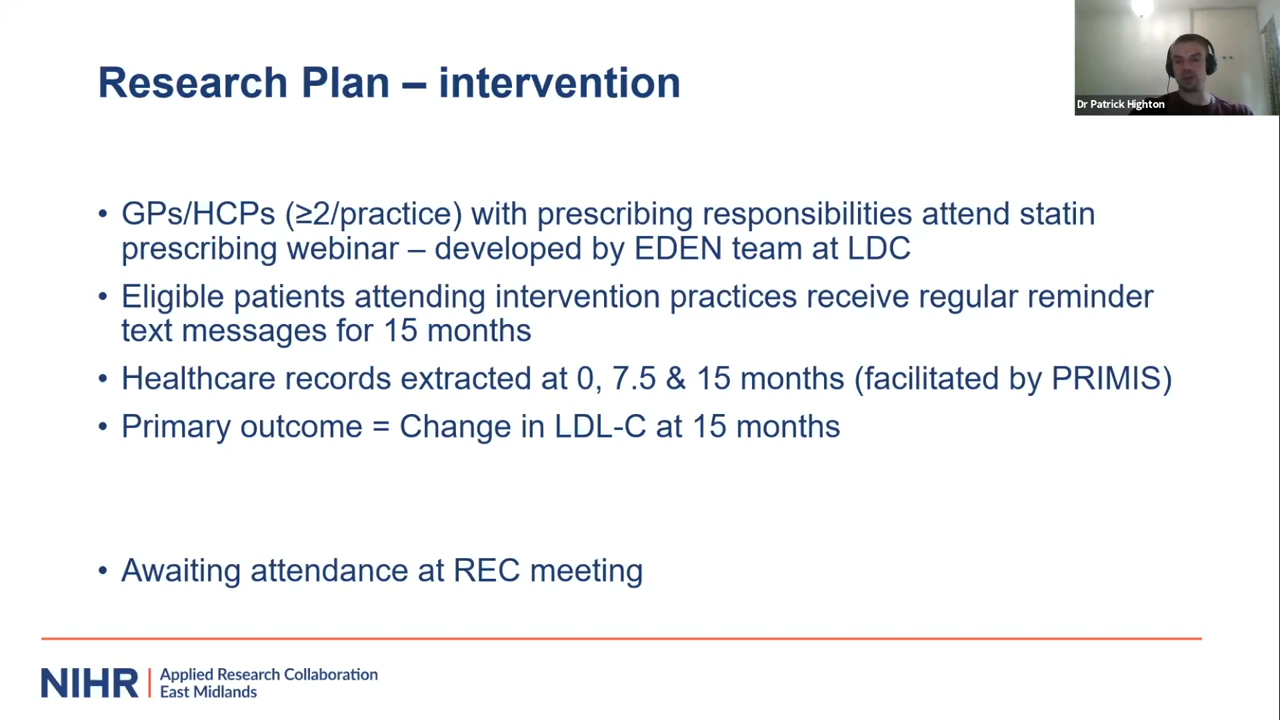 Research Plan – intervention
Dr Patrick Highton
• GPs/HCPs (≥2/practice) with prescribing responsibilities attend statin
prescribing webinar – developed by EDEN team at LDC
• Eligible patients attending intervention practices receive regular reminder
text messages for 15 months
• Healthcare records extracted at 0, 7.5 & 15 months (facilitated by PRIMIS)
• Primary outcome = Change in LDL-C at 15 months
• Awaiting attendance at REC meeting
NIHR | Applied Research Collaboration
East Midlands